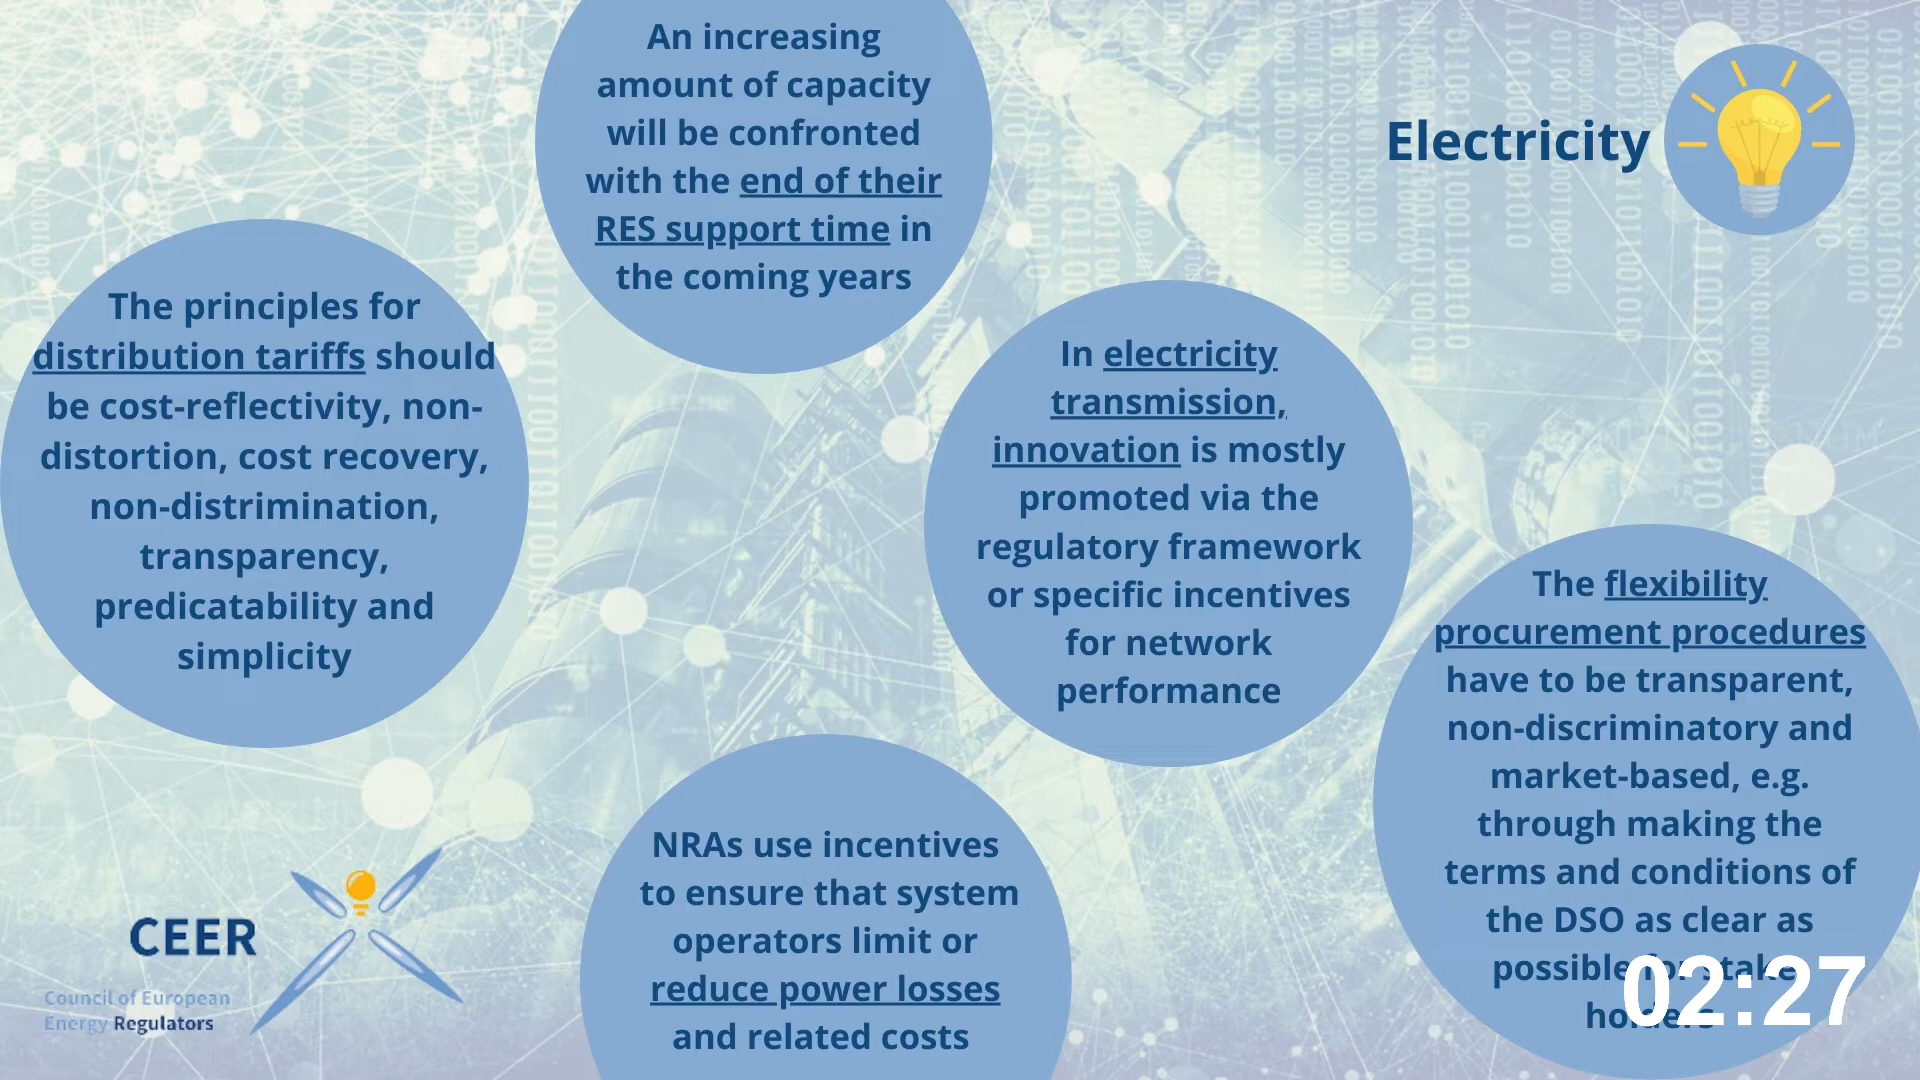 An increasing
amount of capacity
will be confronted
with the end of their
RES support time in
the coming years
Electricity
The principles for
distribution tariffs should
be cost-reflectivity, non-
distortion, cost recovery,
non-distrimination,
transparency,
predicatability and
simplicity
In electricity
transmission,
innovation is mostly
promoted via the
regulatory framework
or specific incentives
for network
performance
The flexibility
procurement procedures
have to be transparent,
non-discriminatory and
market-based, e.g.
through making the
terms and conditions of
the DSO as clear as
possible for stake
holders
02:27
NRAs use incentives
to ensure that system
operators limit or
reduce power losses
and related costs
CEER
Council of European
Energy Regulators